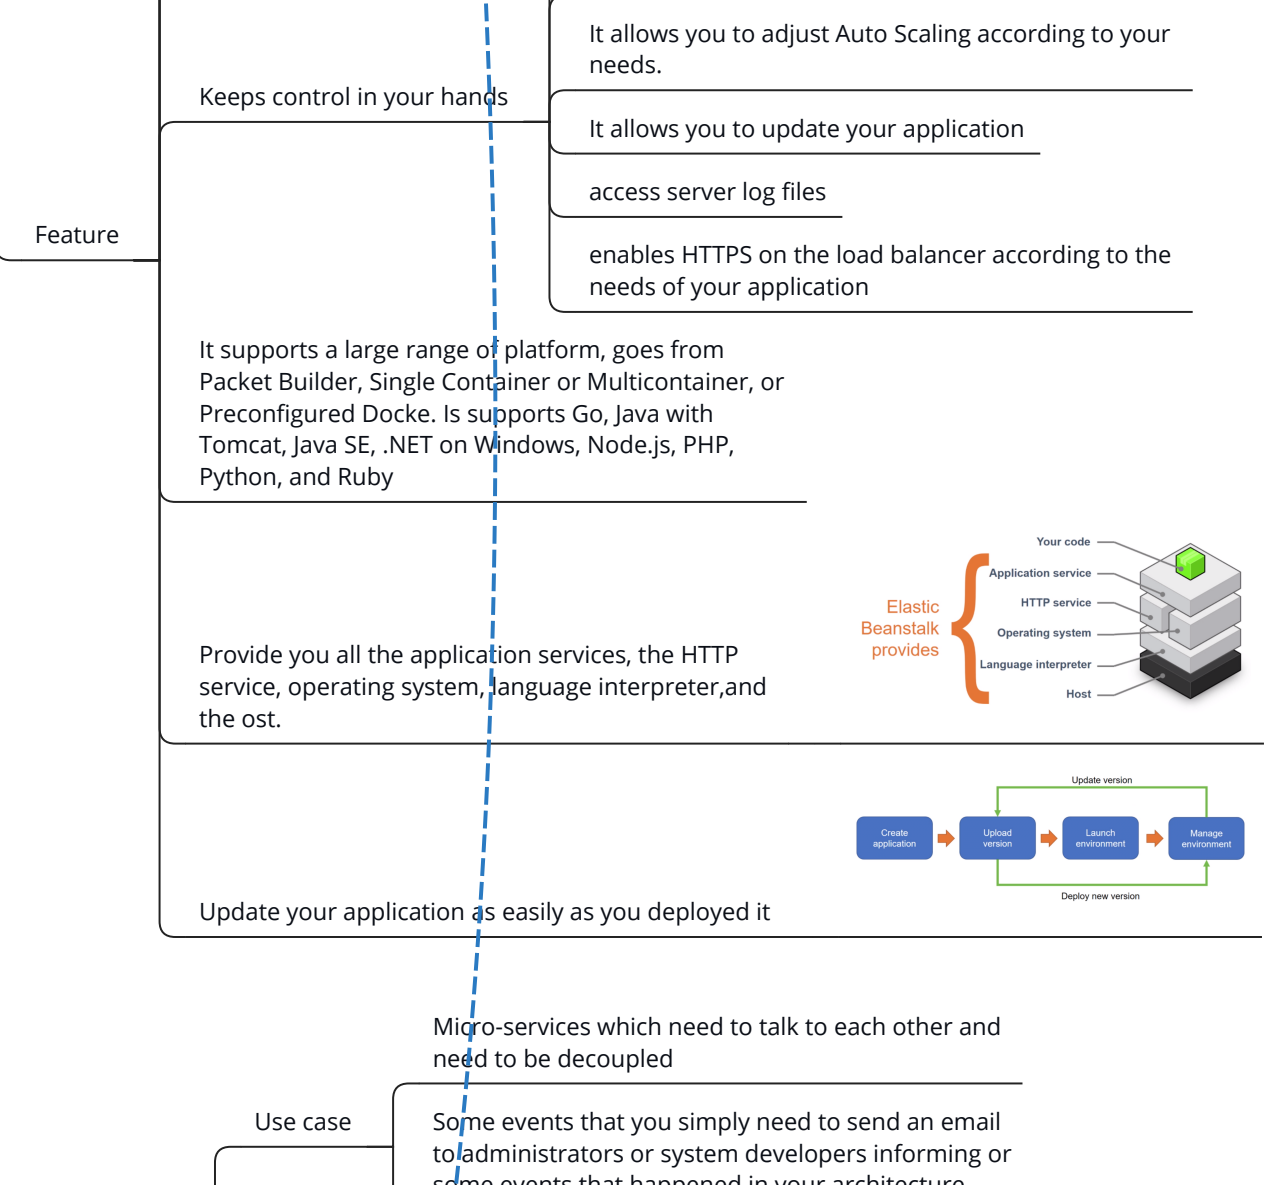 It allows you to adjust Auto Scaling according to your
needs.
Keeps control in your hands
It allows you to update your application
access server log files
Feature
enables HTTPS on the load balancer according to the
needs of your application
It supports a large range of platform, goes from
Packet Builder, Single Container or Multicontainer, or
Preconfigured Docke. Is supports Go, Java with
Tomcat, Java SE, .NET on Windows, Node.js, PHP,
Python, and Ruby
Elastic
Beanstalk
provides
Your code
Application service
HTTP service
Operating system
Language interpreter
Host
Provide you all the application services, the HTTP
service, operating system, language interpreter,and
the ost.
Update version
Create
application
Upload
version
Launch
environment
Manage
environment
Deploy new version
Update your application as easily as you deployed it
Micro-services which need to talk to each other and
need to be decoupled
Use case
Some events that you simply need to send an email
to administrators or system developers informing or
some events that happened in your architecture